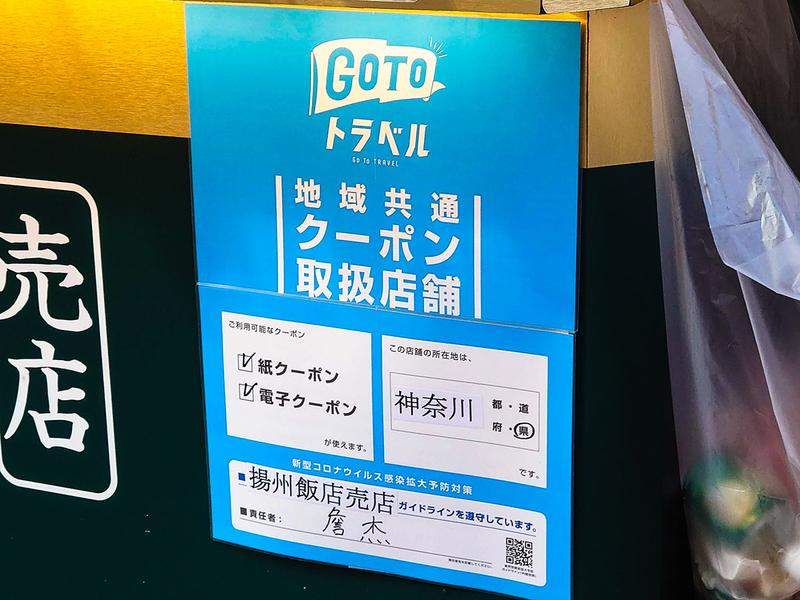 売店
GOTO
トラベル
Go To TRAVEL
地域共通
クーポン
取扱店舗
ご利用可能なクーポン
紙クーポン
電子クーポン
が使えます。
この店舗の所在地は、
神奈川
都・道
府・県
です。
新型コロナウイルス感染拡大予防対策
■揚州飯店売店 ガイドラインを遵守しています。
■責任者： 詹 杰